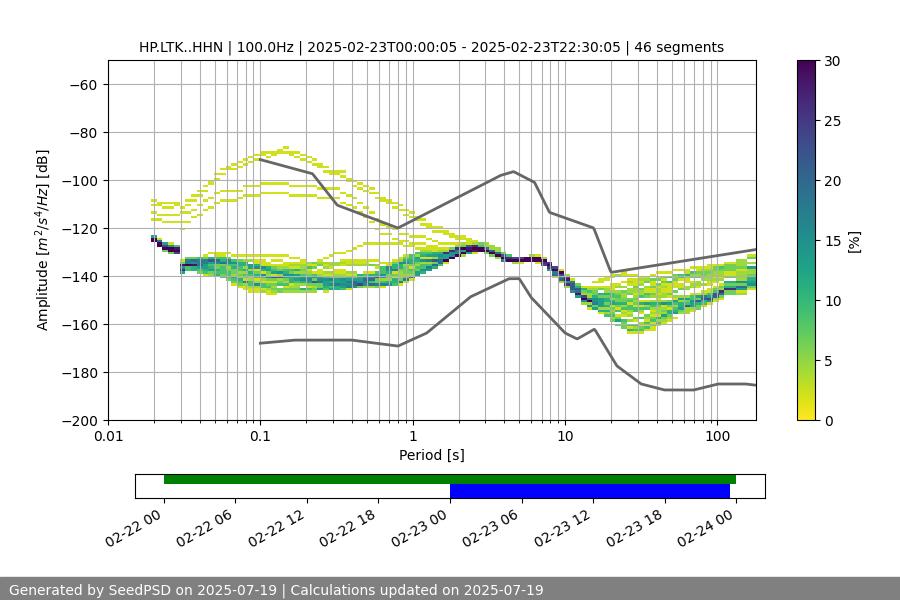 HP.LTK..HHN | 100.0Hz | 2025-02-23T00:00:05 - 2025-02-23T22:30:05 | 46 segments
Amplitude [m²/s⁴/Hz] [dB]
−60
−80
−100
−120
−140
−160
−180
−200
0.01 0.1 1 10 100
Period [s]
30
25
20
15
10
5
0
[%]
02-22 00 02-22 06 02-22 12 02-22 18 02-23 00 02-23 06 02-23 12 02-23 18 02-24 00
Generated by SeedPSD on 2025-07-19 | Calculations updated on 2025-07-19